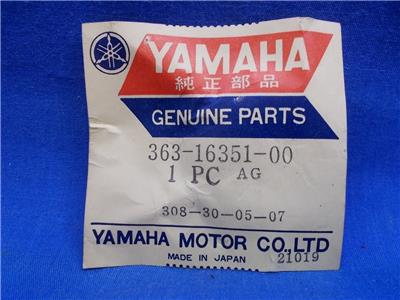 YAMAHA
純正部品
GENUINE PARTS
363-16351-00
1 PC AG
308-30-05-07
YAMAHA MOTOR CO.,LTD
MADE IN JAPAN 21019